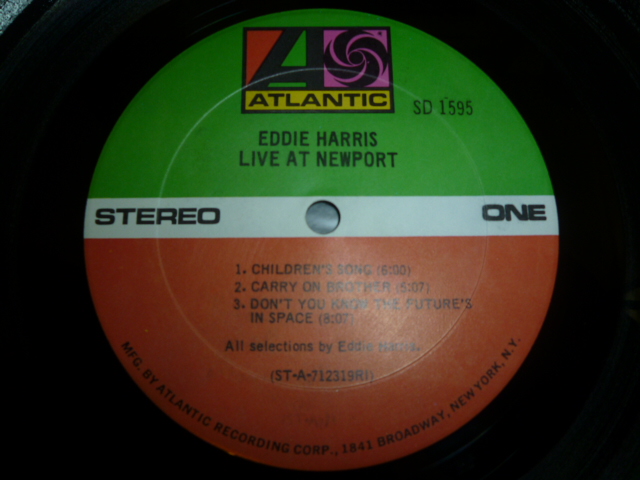 ATLANTIC
SD 1595
EDDIE HARRIS
LIVE AT NEWPORT
STEREO
ONE
1. CHILDREN'S SONG (6:00)
2. CARRY ON BROTHER (5:07)
3. DON'T YOU KNOW THE FUTURE'S
IN SPACE (8:07)
All selections by Eddie Harris.
(ST-A-712319RI)
MFG. BY ATLANTIC RECORDING CORP., 1841 BROADWAY, NEW YORK, N.Y.